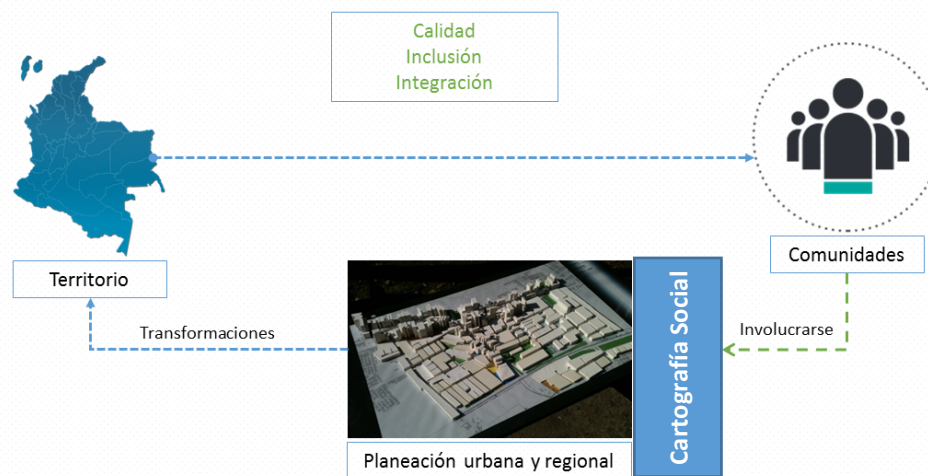 Calidad
Inclusión
Integración
Territorio
Comunidades
Transformaciones
Cartografía Social
Involucrarse
Planeación urbana y regional